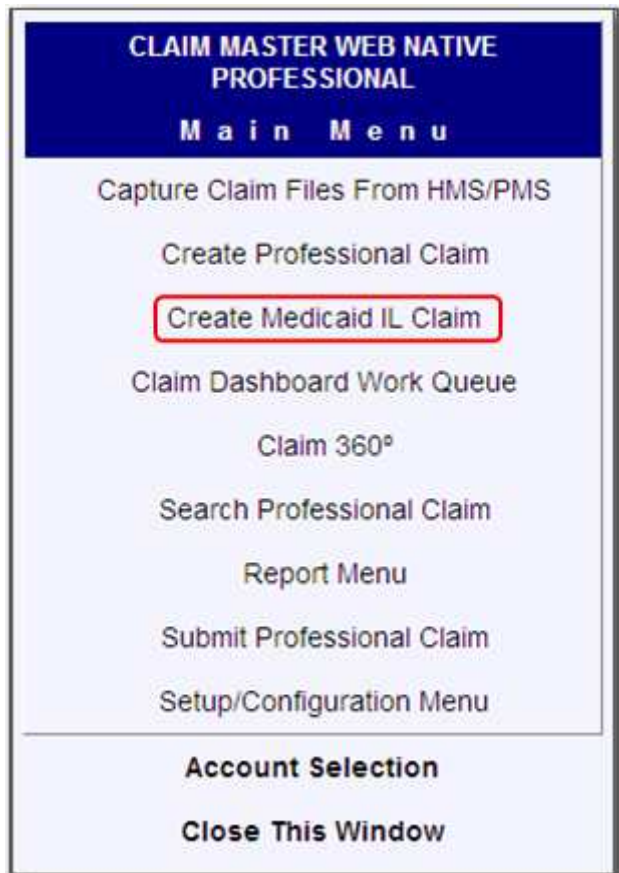 CLAIM MASTER WEB NATIVE
PROFESSIONAL
Main Menu
Capture Claim Files From HMS/PMS
Create Professional Claim
Create Medicaid IL Claim
Claim Dashboard Work Queue
Claim 360º
Search Professional Claim
Report Menu
Submit Professional Claim
Setup/Configuration Menu
Account Selection
Close This Window